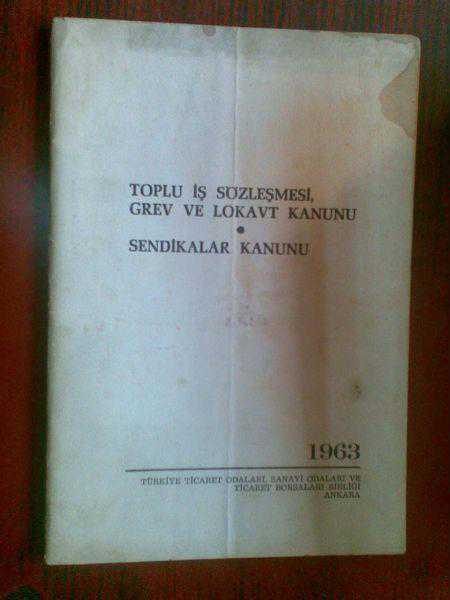 TOPLU İŞ SÖZLEŞMESİ,
GREV VE LOKAVT KANUNU
SENDİKALAR KANUNU
1963
TÜRKİYE TİCARET ODALARI, SANAYİ ODALARI VE
TİCARET BORSALARI BİRLİĞİ
ANKARA